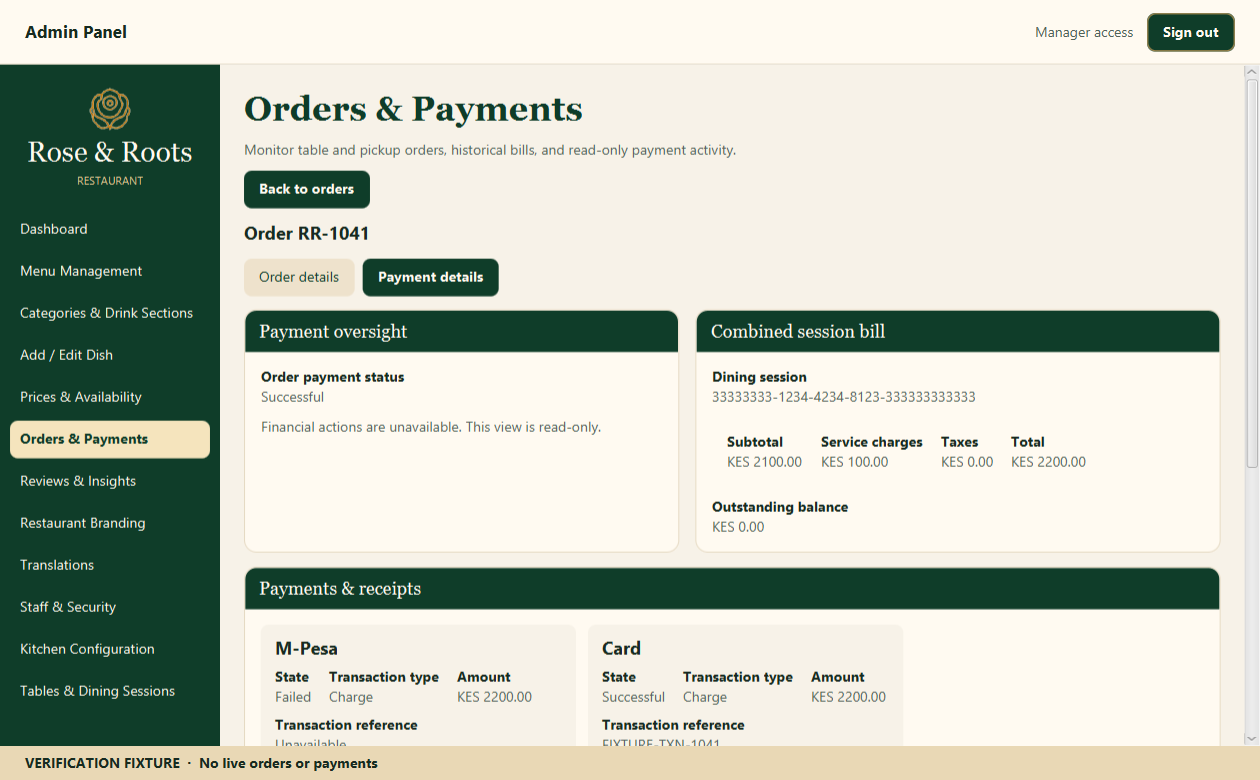 Admin Panel
Manager access
Sign out
Rose & Roots
RESTAURANT
Dashboard
Menu Management
Categories & Drink Sections
Add / Edit Dish
Prices & Availability
Orders & Payments
Reviews & Insights
Restaurant Branding
Translations
Staff & Security
Kitchen Configuration
Tables & Dining Sessions
Orders & Payments
Monitor table and pickup orders, historical bills, and read-only payment activity.
Back to orders
Order RR-1041
Order details
Payment details
Payment oversight
Order payment status
Successful
Financial actions are unavailable. This view is read-only.
Combined session bill
Dining session
33333333-1234-4234-8123-333333333333
Subtotal Service charges Taxes Total
KES 2100.00 KES 100.00 KES 0.00 KES 2200.00
Outstanding balance
KES 0.00
Payments & receipts
M-Pesa
State Transaction type Amount
Failed Charge KES 2200.00
Transaction reference
Unavailable
Card
State Transaction type Amount
Successful Charge KES 2200.00
Transaction reference
FIXTURE-TXN-1041
VERIFICATION FIXTURE · No live orders or payments